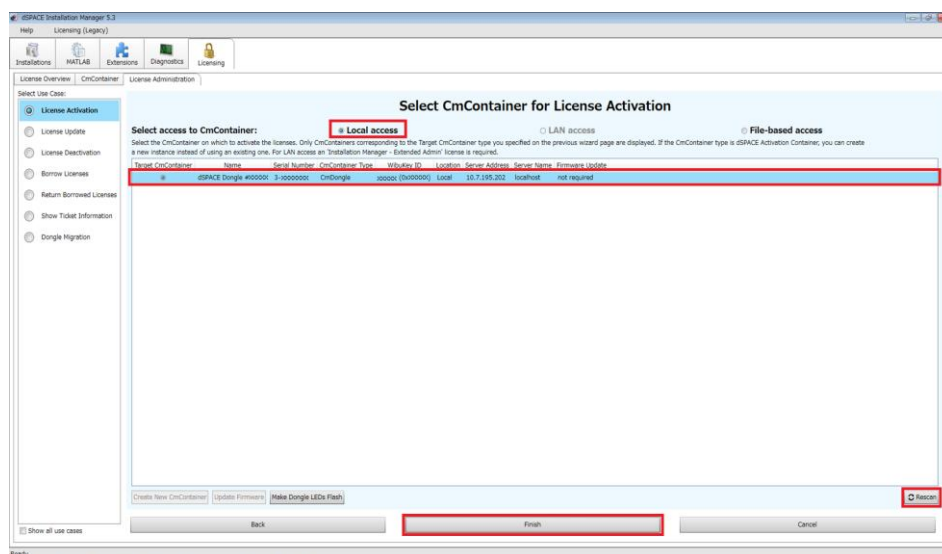 dSPACE Installation Manager 5.3
Help Licensing (Legacy)
Installations MATLAB Extensions Diagnostics Licensing
License Overview CmContainer License Administration
Select Use Case:
License Activation
License Update
License Deactivation
Borrow Licenses
Return Borrowed Licenses
Show Ticket Information
Dongle Migration
Show all use cases
Select CmContainer for License Activation
Select access to CmContainer: Local access LAN access File-based access
Select the CmContainer on which to activate the licenses. Only CmContainers corresponding to the Target CmContainer type you specified on the previous wizard page are displayed. If the CmContainer type is dSPACE Activation Container, you can create
a new instance instead of using an existing one. For LAN access an 'Installation Manager - Extended Admin' license is required.
Target CmContainer Name Serial Number CmContainer Type WibuKey ID Location Server Address Server Name Firmware Update
dSPACE Dongle CmDongle Local 10.7.195.202 localhost not required
Create New CmContainer Update Firmware Make Dongle LEDs Flash Rescan
Back Finish Cancel
Ready